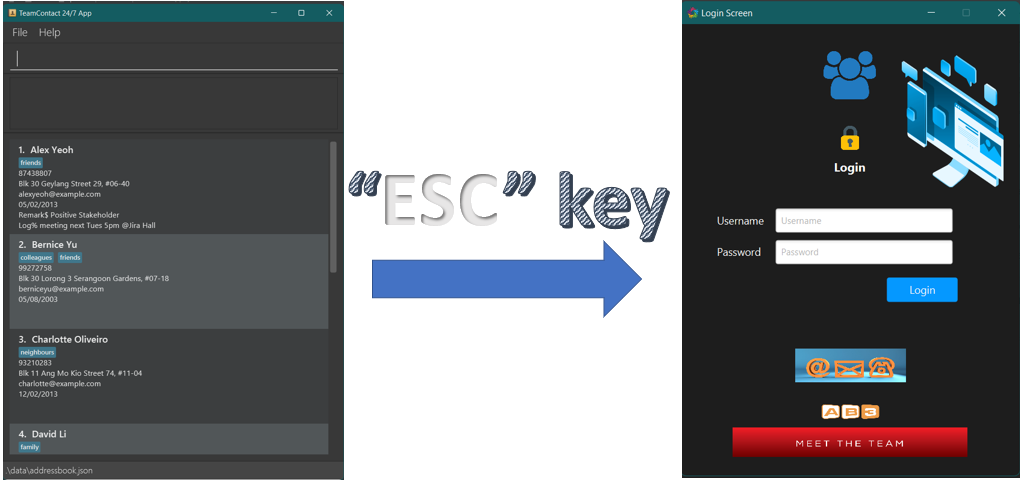 TeamContact 24/7 App
File Help
1. Alex Yeoh
friends
87438807
Blk 30 Geylang Street 29, #06-40
alexyeoh@example.com
05/02/2013
Remark$ Positive Stakeholder
Log% meeting next Tues 5pm @Jira Hall
2. Bernice Yu
colleagues friends
99272758
Blk 30 Lorong 3 Serangoon Gardens, #07-18
berniceyu@example.com
05/08/2003
3. Charlotte Oliveiro
neighbours
93210283
Blk 11 Ang Mo Kio Street 74, #11-04
charlotte@example.com
12/02/2013
4. David Li
family
.\data\addressbook.json
“ESC” key
Login Screen
Login
Username Username
Password Password
Login
@
AB3
MEET THE TEAM